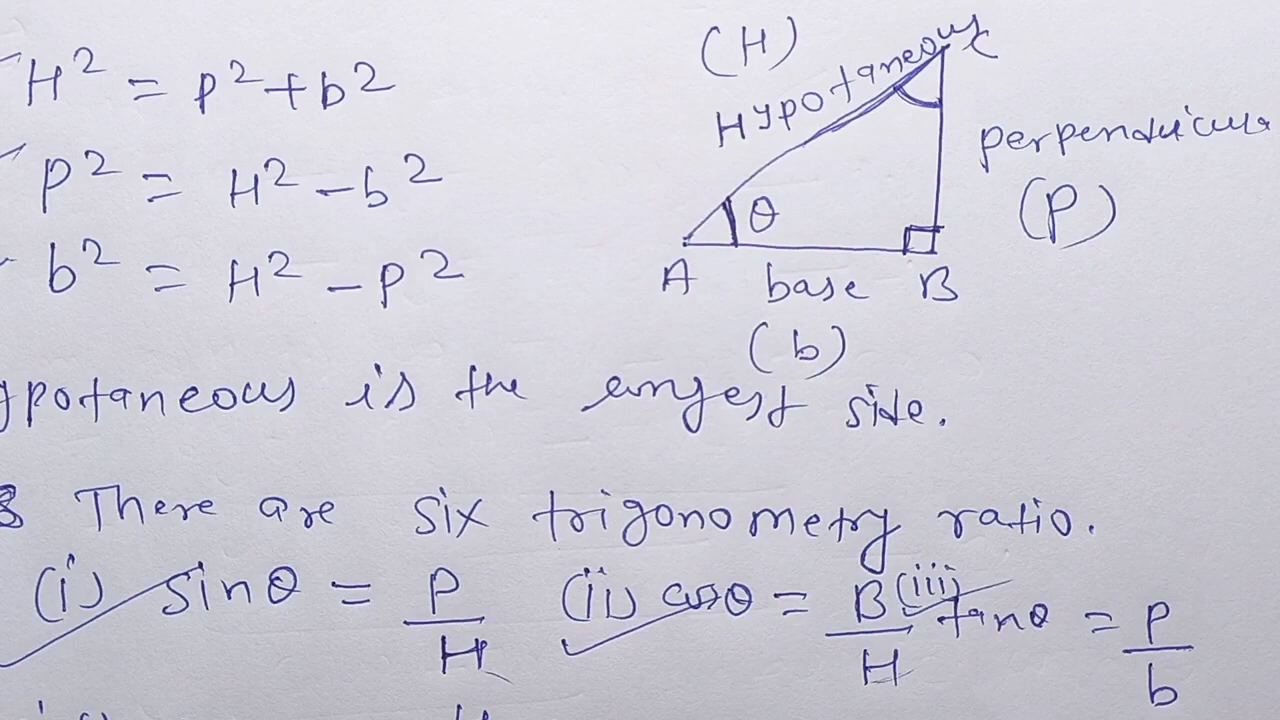 H² = p² + b²
p² = H² - b²
b² = H² - p²
(H)
Hypotaneous C
perpendicula
(P)
θ
A base B
(b)
ypotaneous is the longest side.
There are six trigonometry ratio.
(i) sinθ = P/H (ii) cosθ = B/H (iii) tanθ = P/b